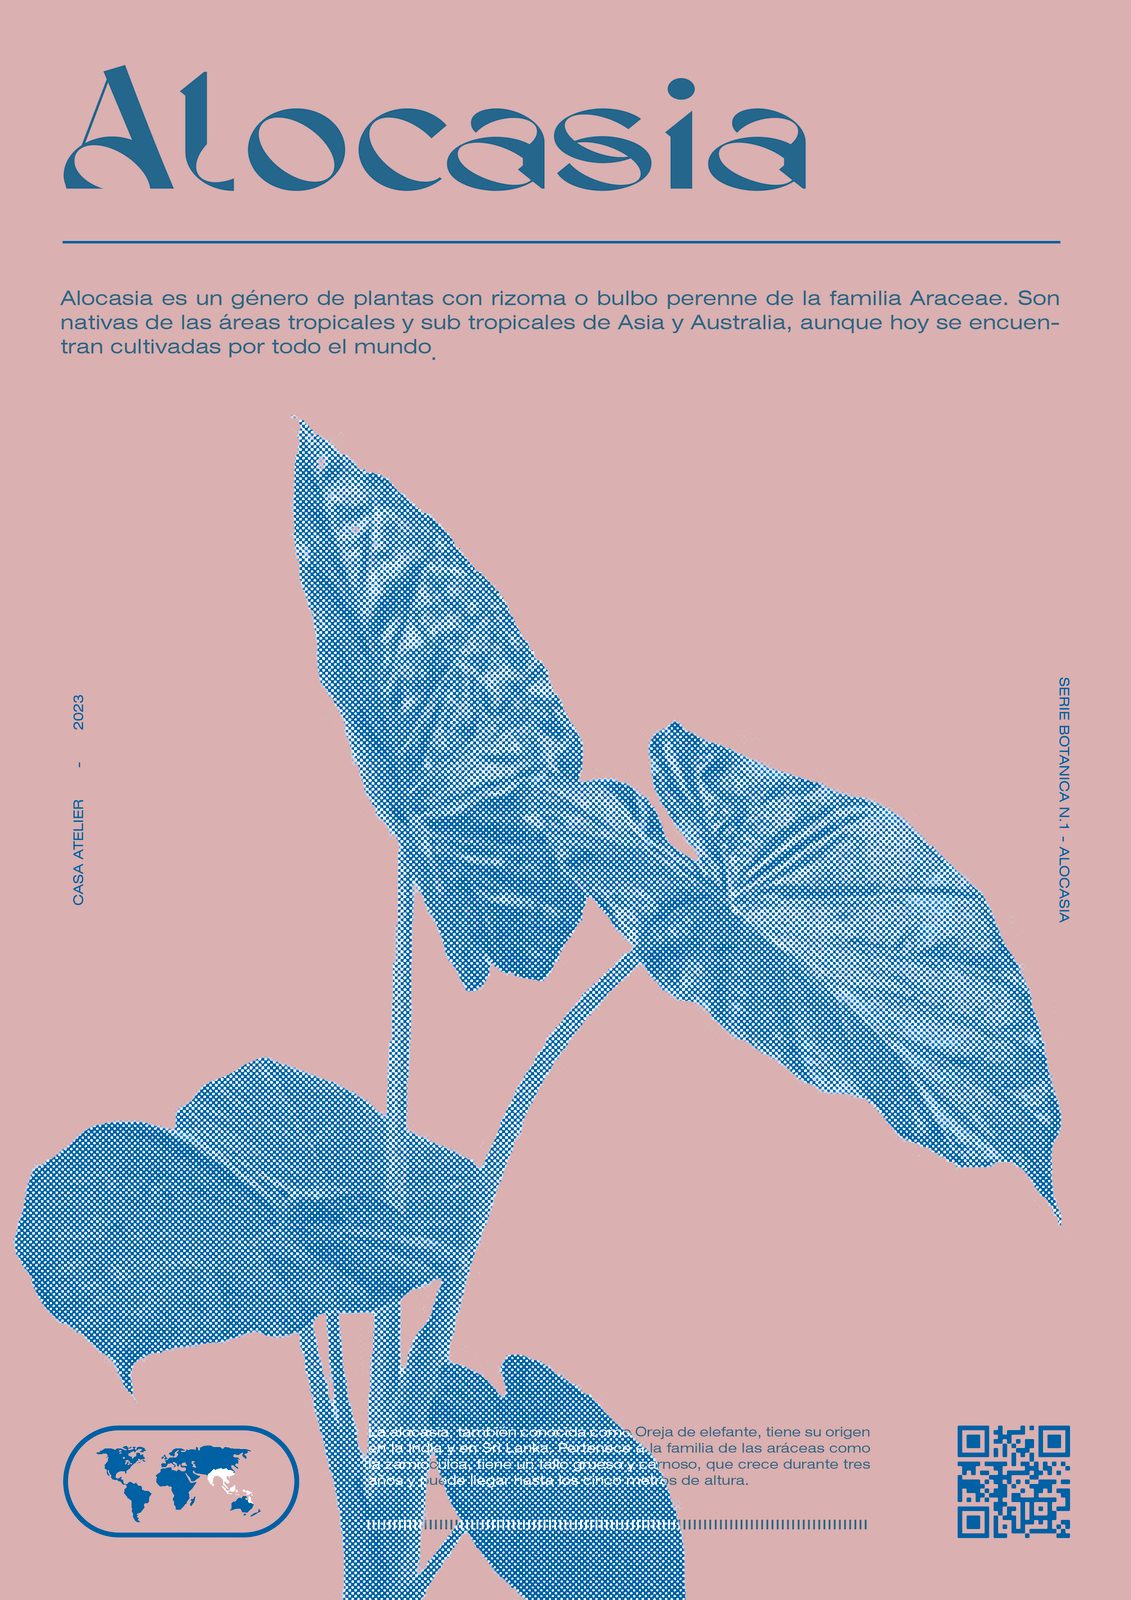 Alocasia
Alocasia es un género de plantas con rizoma o bulbo perenne de la familia Araceae. Son
nativas de las áreas tropicales y sub tropicales de Asia y Australia, aunque hoy se encuen-
tran cultivadas por todo el mundo.
CASA ATELIER - 2023
SERIE BOTANICA N.1 - ALOCASIA
La alocasia, también conocida como Oreja de elefante, tiene su origen
en la India y en Sri Lanka. Pertenece a la familia de las aráceas como
la zamioculca, tiene un tallo grueso y carnoso, que crece durante tres
años y puede llegar hasta los cinco metros de altura.